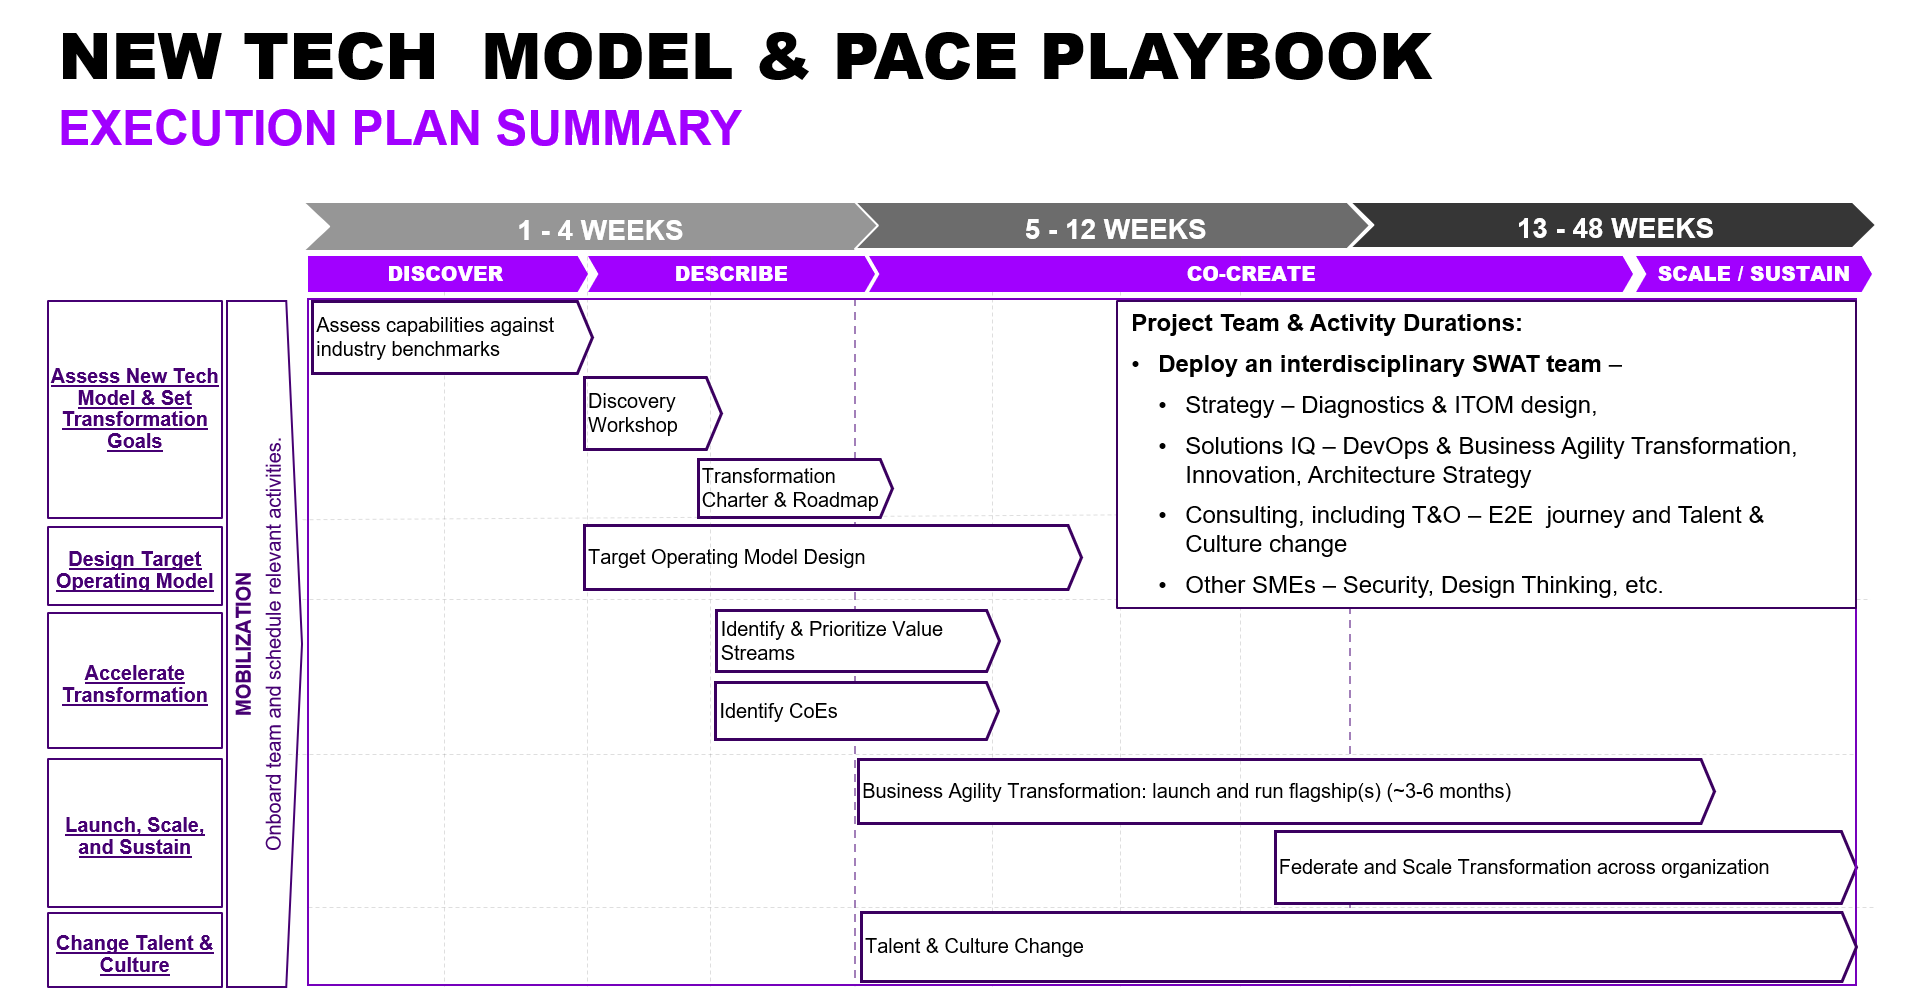 NEW TECH  MODEL & PACE PLAYBOOK
EXECUTION PLAN SUMMARY
1 - 4 WEEKS
5 - 12 WEEKS
13 - 48 WEEKS
DISCOVER
DESCRIBE
CO-CREATE
SCALE / SUSTAIN
Assess New Tech
Model & Set
Transformation
Goals
Design Target
Operating Model
Accelerate
Transformation
Launch, Scale,
and Sustain
Change Talent &
Culture
MOBILIZATION
Onboard team and schedule relevant activities.
Assess capabilities against
industry benchmarks
Discovery
Workshop
Transformation
Charter & Roadmap
Target Operating Model Design
Identify & Prioritize Value
Streams
Identify CoEs
Business Agility Transformation: launch and run flagship(s) (~3-6 months)
Federate and Scale Transformation across organization
Talent & Culture Change
Project Team & Activity Durations:
• Deploy an interdisciplinary SWAT team –
• Strategy – Diagnostics & ITOM design,
• Solutions IQ – DevOps & Business Agility Transformation,
Innovation, Architecture Strategy
• Consulting, including T&O – E2E  journey and Talent &
Culture change
• Other SMEs – Security, Design Thinking, etc.